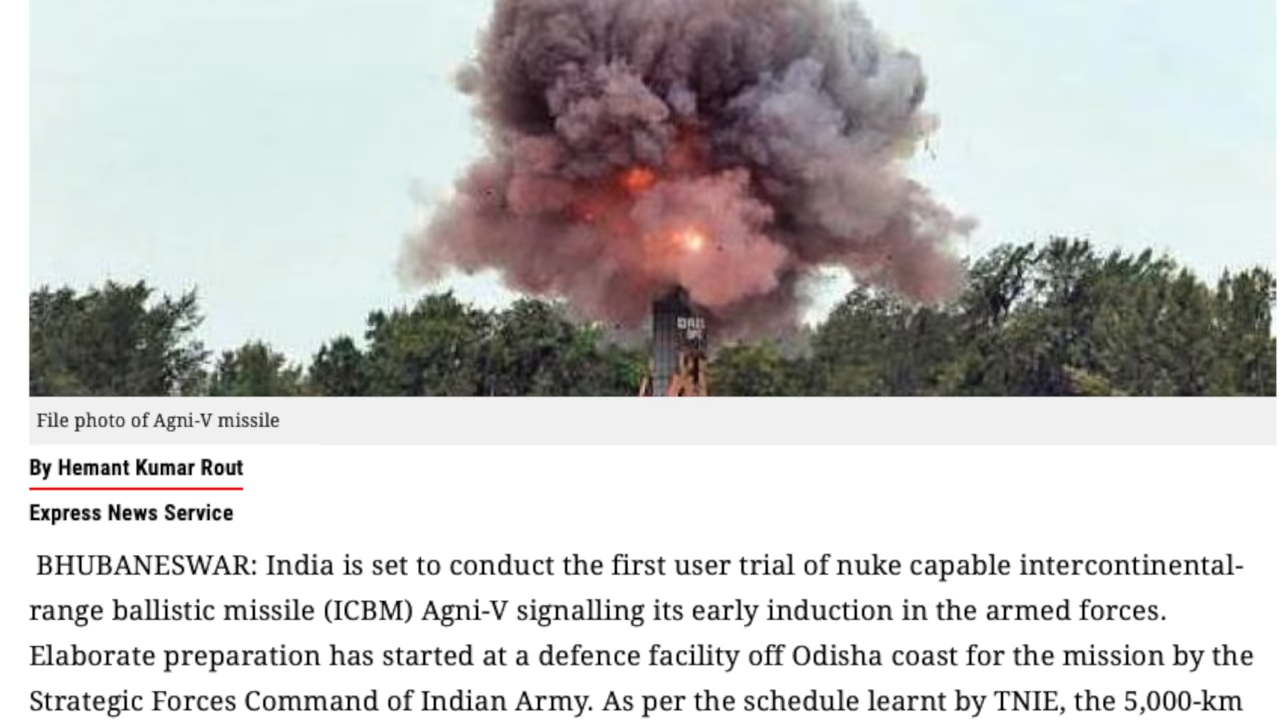 File photo of Agni-V missile
By Hemant Kumar Rout
Express News Service
BHUBANESWAR: India is set to conduct the first user trial of nuke capable intercontinental-
range ballistic missile (ICBM) Agni-V signalling its early induction in the armed forces.
Elaborate preparation has started at a defence facility off Odisha coast for the mission by the
Strategic Forces Command of Indian Army. As per the schedule learnt by TNIE, the 5,000-km